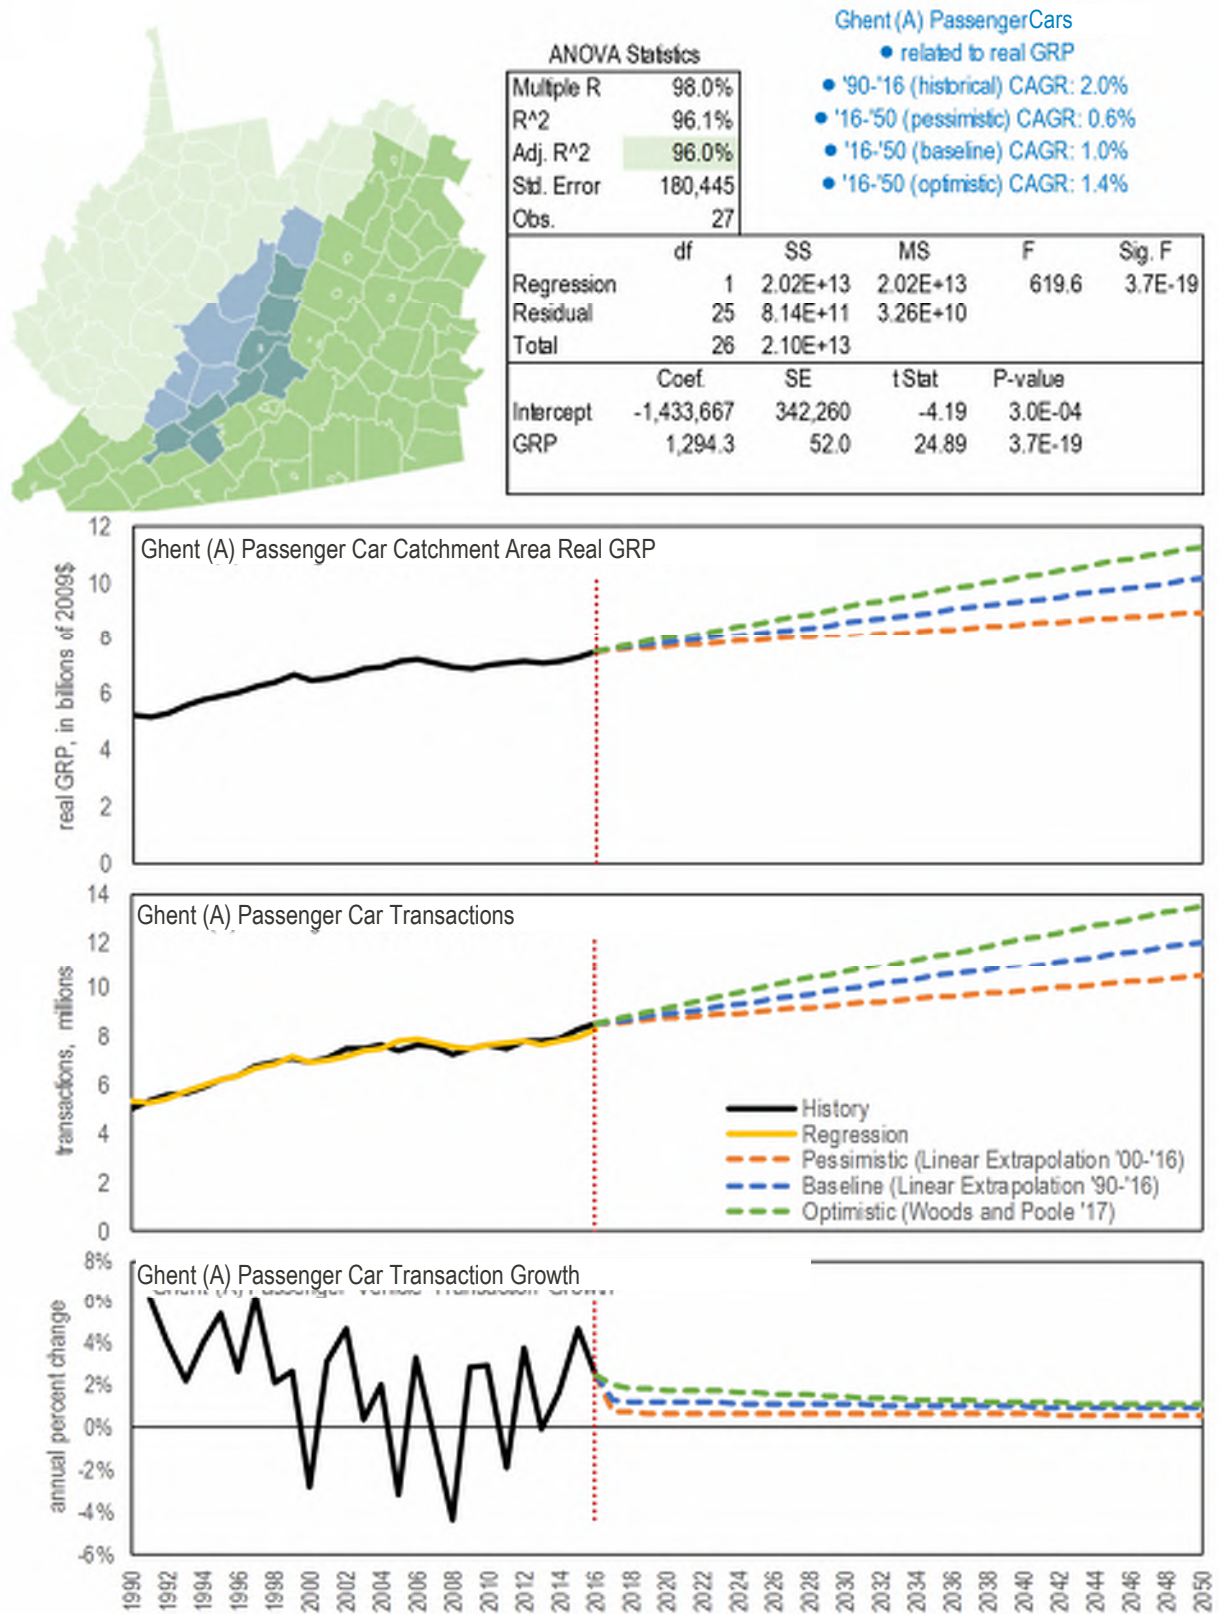 Ghent (A) PassengerCars
● related to real GRP
● '90-'16 (historical) CAGR: 2.0%
● '16-'50 (pessimistic) CAGR: 0.6%
● '16-'50 (baseline) CAGR: 1.0%
● '16-'50 (optimistic) CAGR: 1.4%
ANOVA Statistics
Multiple R 98.0%
R^2 96.1%
Adj. R^2 96.0%
Std. Error 180,445
Obs. 27
df SS MS F Sig. F
Regression 1 2.02E+13 2.02E+13 619.6 3.7E-19
Residual 25 8.14E+11 3.26E+10
Total 26 2.10E+13
Coef. SE t Stat P-value
Intercept -1,433,667 342,260 -4.19 3.0E-04
GRP 1,294.3 52.0 24.89 3.7E-19
Ghent (A) Passenger Car Catchment Area Real GRP
real GRP, in billions of 2009$
12
10
8
6
4
2
0
Ghent (A) Passenger Car Transactions
transactions, millions
14
12
10
8
6
4
2
0
History
Regression
Pessimistic (Linear Extrapolation '00-'16)
Baseline (Linear Extrapolation '90-'16)
Optimistic (Woods and Poole '17)
Ghent (A) Passenger Car Transaction Growth
Ghent (A) Passenger Vehicle Transaction Growth
annual percent change
8%
6%
4%
2%
0%
-2%
-4%
-6%
1990 1992 1994 1996 1998 2000 2002 2004 2006 2008 2010 2012 2014 2016 2018 2020 2022 2024 2026 2028 2030 2032 2034 2036 2038 2040 2042 2044 2046 2048 2050